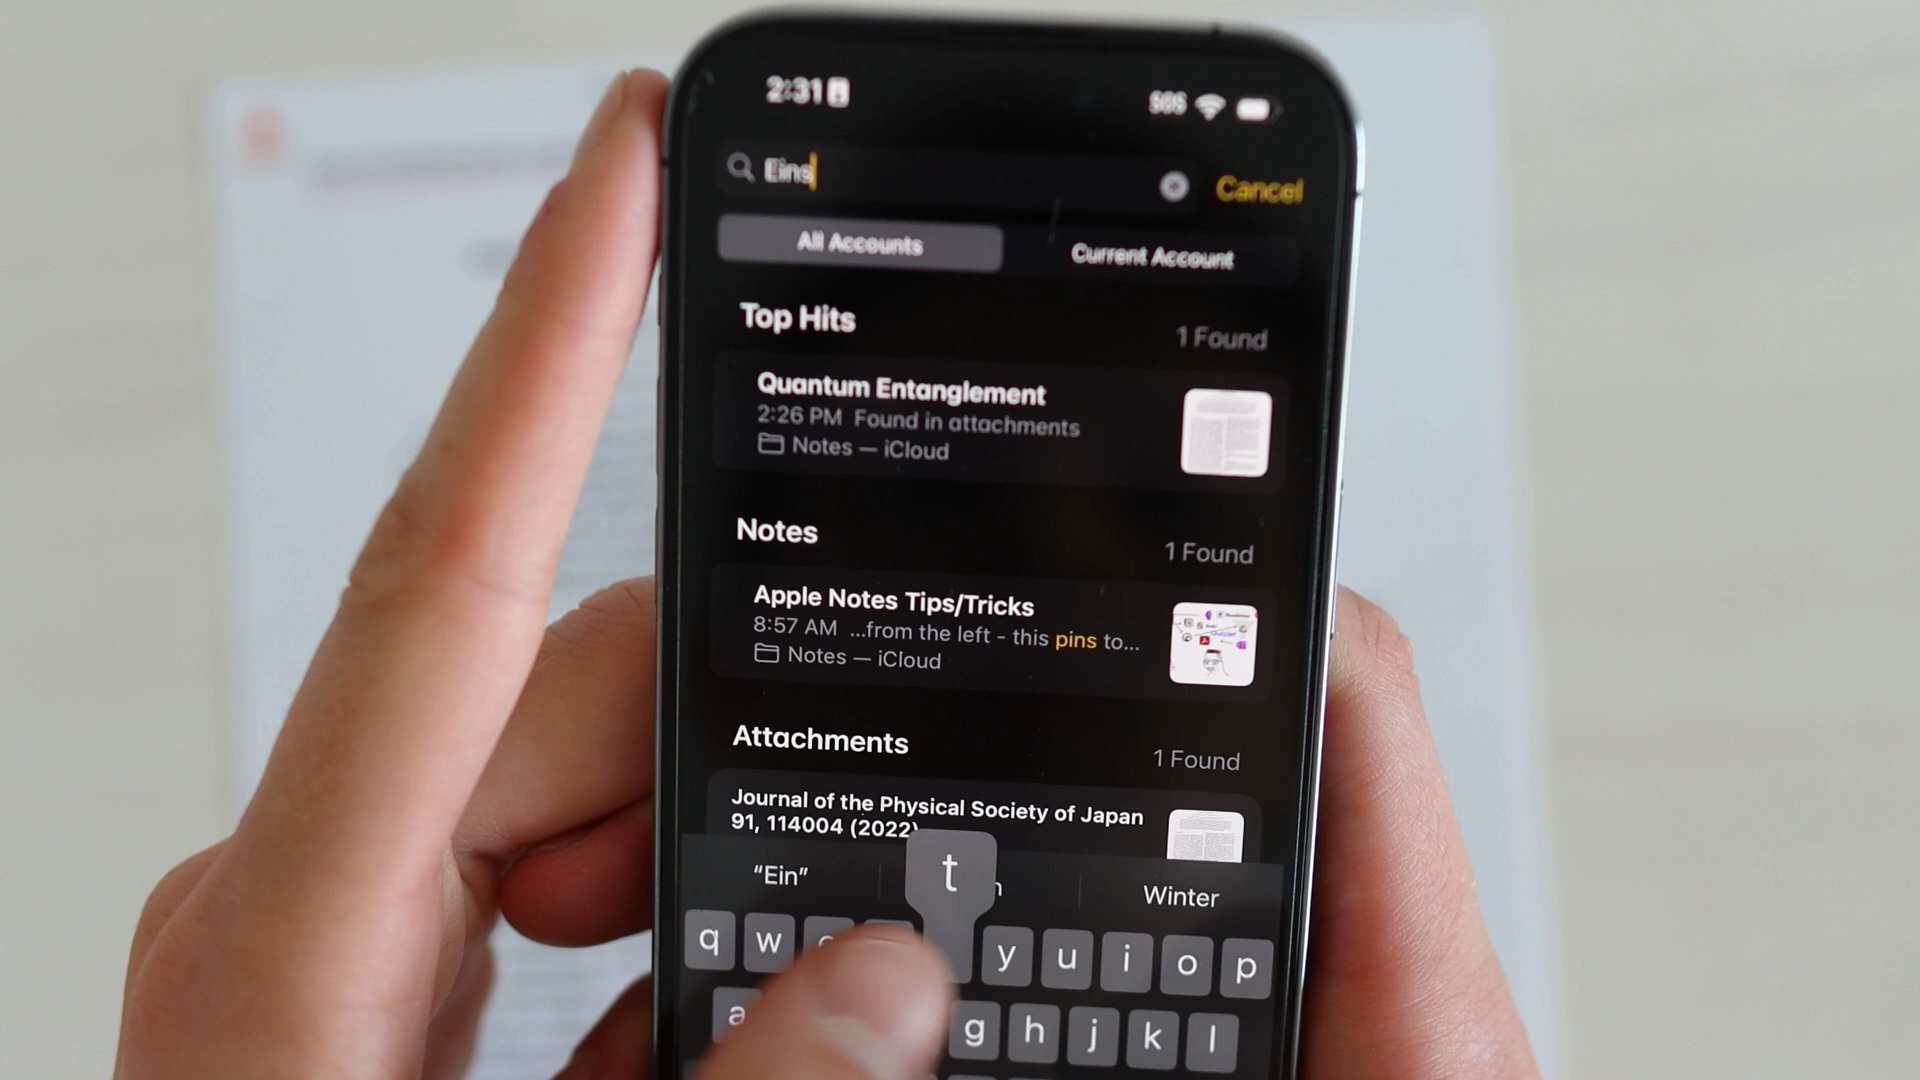 2:31 SOS
Eins Cancel
All Accounts Current Account
Top Hits 1 Found
Quantum Entanglement
2:26 PM Found in attachments
Notes — iCloud
Notes 1 Found
Apple Notes Tips/Tricks
8:57 AM ...from the left - this pins to...
Notes — iCloud
Attachments 1 Found
Journal of the Physical Society of Japan
91, 114004 (2022)
“Ein” Winter
t
q w y u i o p
a g h j k l